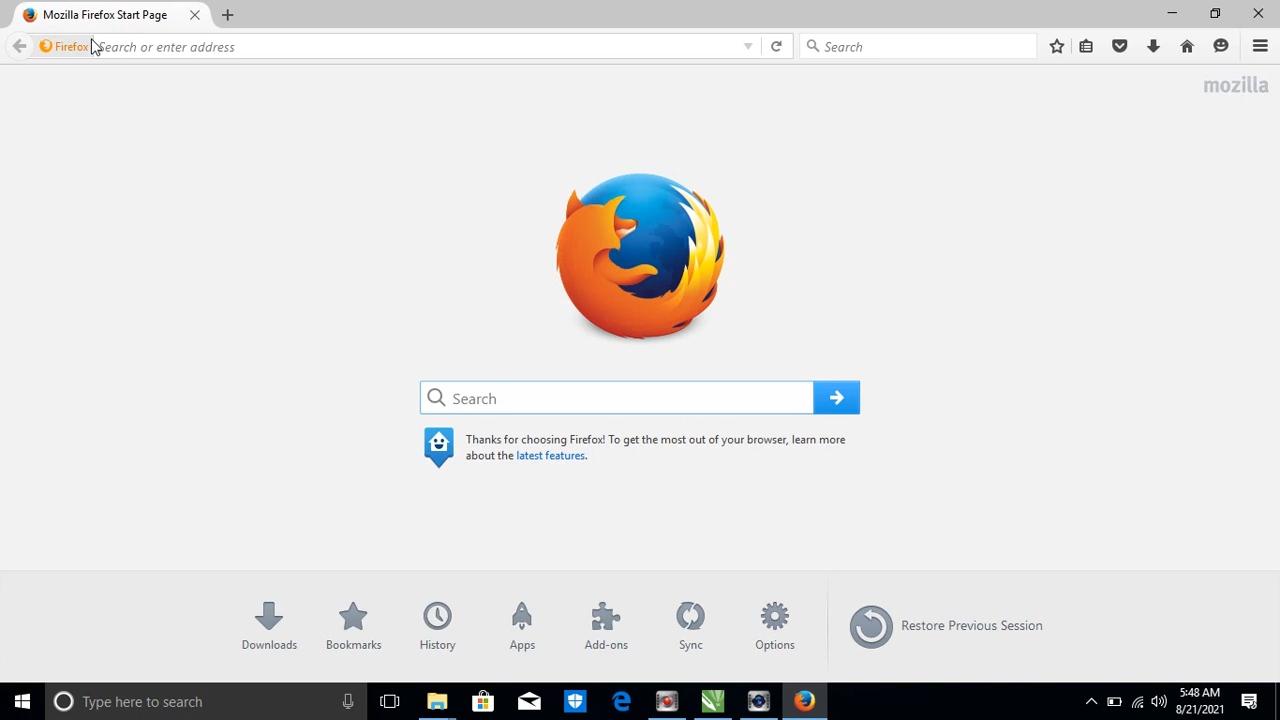 Mozilla Firefox Start Page
Firefox Search or enter address
Search
mozilla
Search
Thanks for choosing Firefox! To get the most out of your browser, learn more
about the latest features.
Downloads
Bookmarks
History
Apps
Add-ons
Sync
Options
Restore Previous Session
Type here to search
5:48 AM
8/21/2021